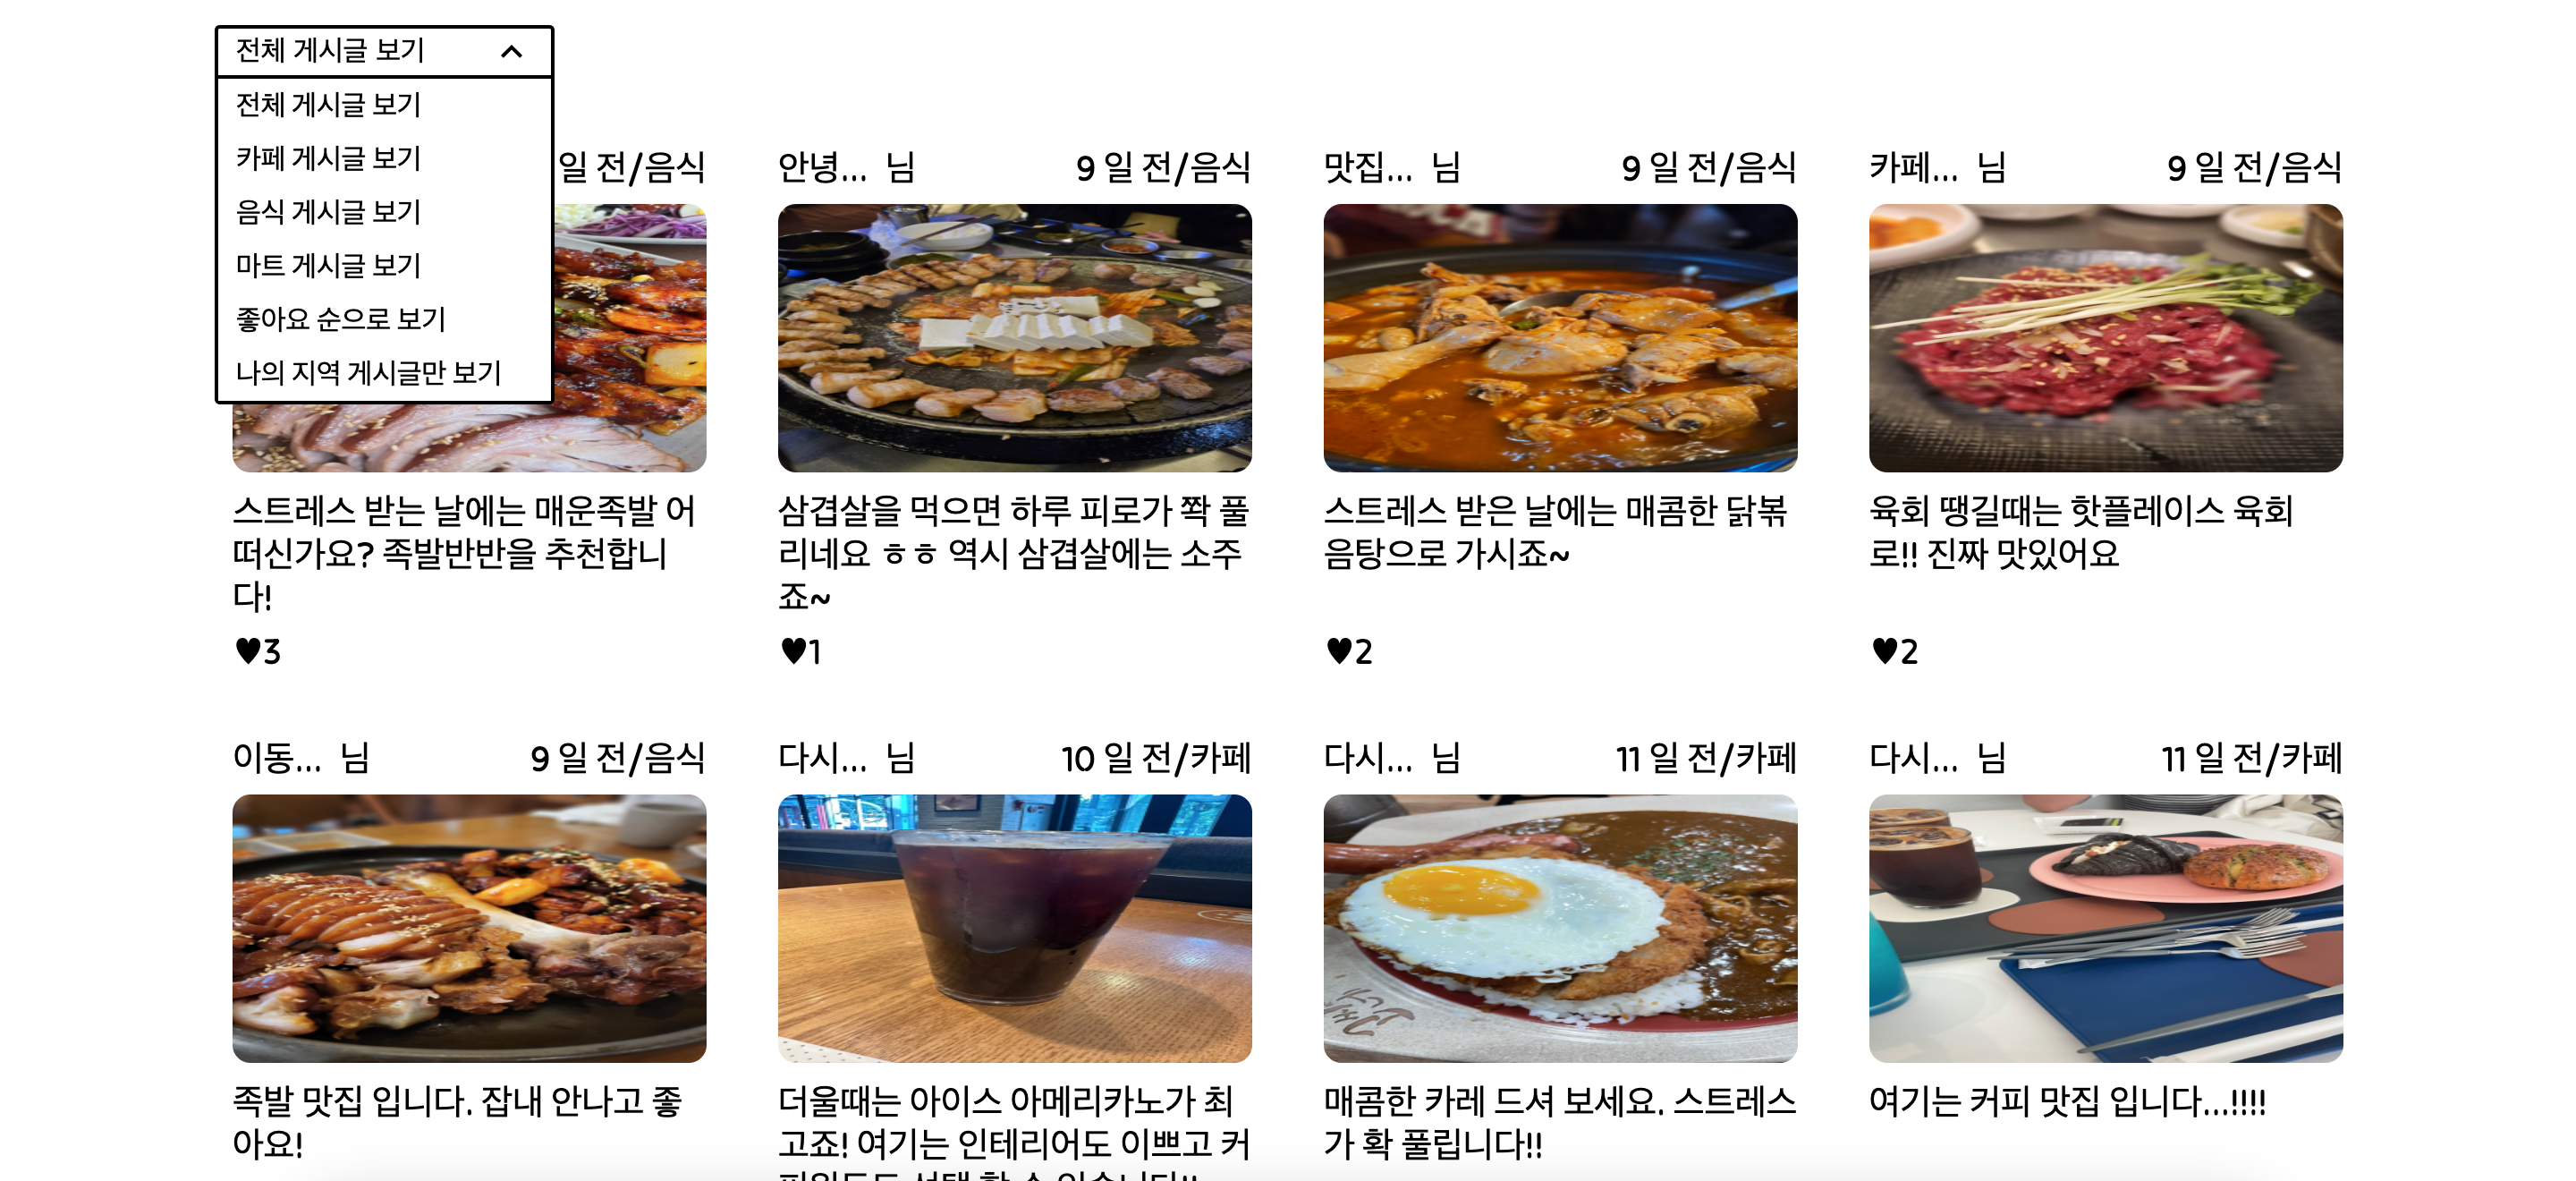 전체 게시글 보기
전체 게시글 보기
카페 게시글 보기
음식 게시글 보기
마트 게시글 보기
좋아요 순으로 보기
나의 지역 게시글만 보기
일 전/음식
안녕... 님 9 일 전/음식
맛집... 님 9 일 전/음식
카페... 님 9 일 전/음식
스트레스 받는 날에는 매운족발 어
떠신가요? 족발반반을 추천합니
다!
♥3
삼겹살을 먹으면 하루 피로가 쫙 풀
리네요 ㅎㅎ 역시 삼겹살에는 소주
죠~
♥1
스트레스 받은 날에는 매콤한 닭볶
음탕으로 가시죠~
♥2
육회 땡길때는 핫플레이스 육회
로!! 진짜 맛있어요
♥2
이동... 님 9 일 전/음식
다시... 님 10 일 전/카페
다시... 님 11 일 전/카페
다시... 님 11 일 전/카페
족발 맛집 입니다. 잡내 안나고 좋
아요!
더울때는 아이스 아메리카노가 최
고죠! 여기는 인테리어도 이쁘고 커
매콤한 카레 드셔 보세요. 스트레스
가 확 풀립니다!!
여기는 커피 맛집 입니다...!!!!